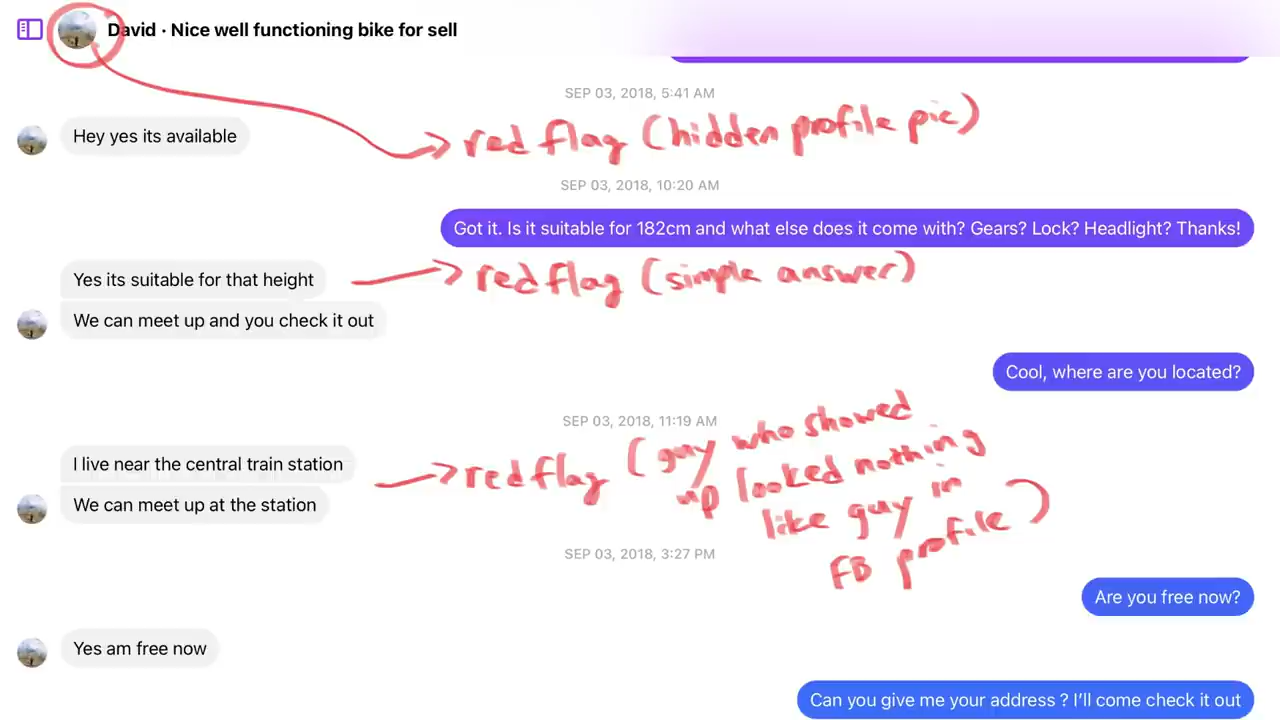 David · Nice well functioning bike for sell
SEP 03, 2018, 5:41 AM
Hey yes its available
red flag (hidden profile pic)
SEP 03, 2018, 10:20 AM
Got it. Is it suitable for 182cm and what else does it come with? Gears? Lock? Headlight? Thanks!
Yes its suitable for that height
red flag (simple answer)
We can meet up and you check it out
Cool, where are you located?
SEP 03, 2018, 11:19 AM
I live near the central train station
We can meet up at the station
red flag (guy who showed
up looked nothing
like guy in
FB profile)
SEP 03, 2018, 3:27 PM
Are you free now?
Yes am free now
Can you give me your address ? I’ll come check it out